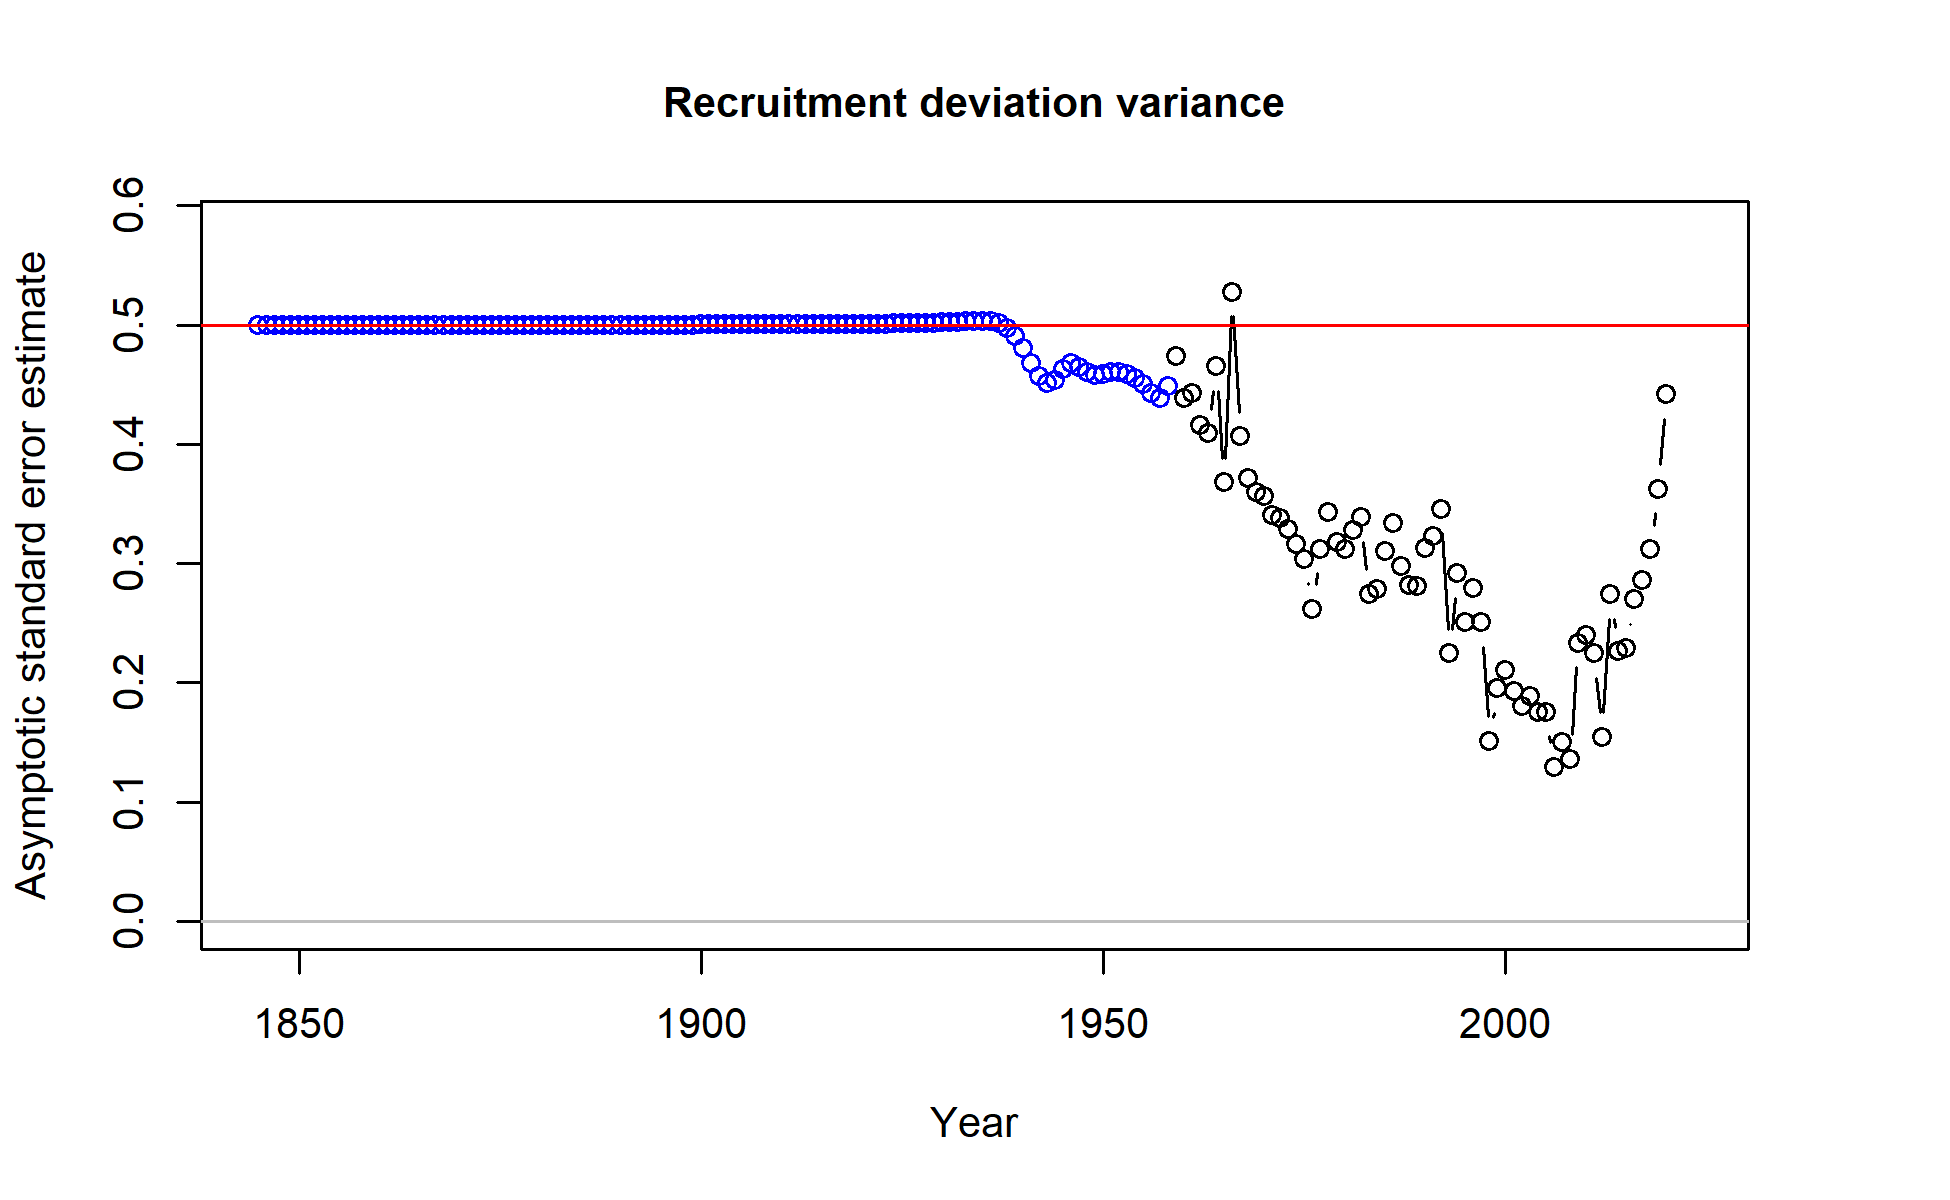 Recruitment deviation variance
Asymptotic standard error estimate
0.6
0.5
0.4
0.3
0.2
0.1
0.0
1850 1900 1950 2000
Year